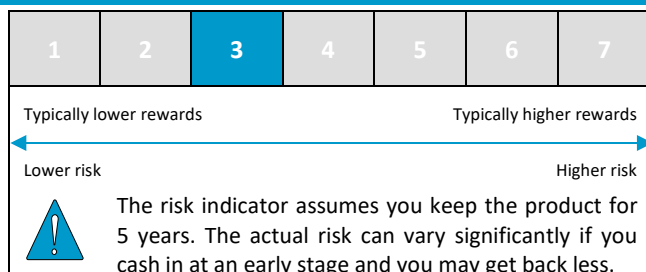 1 2 3 4 5 6 7
Typically lower rewards Typically higher rewards
Lower risk Higher risk
The risk indicator assumes you keep the product for
5 years. The actual risk can vary significantly if you
cash in at an early stage and you may get back less.